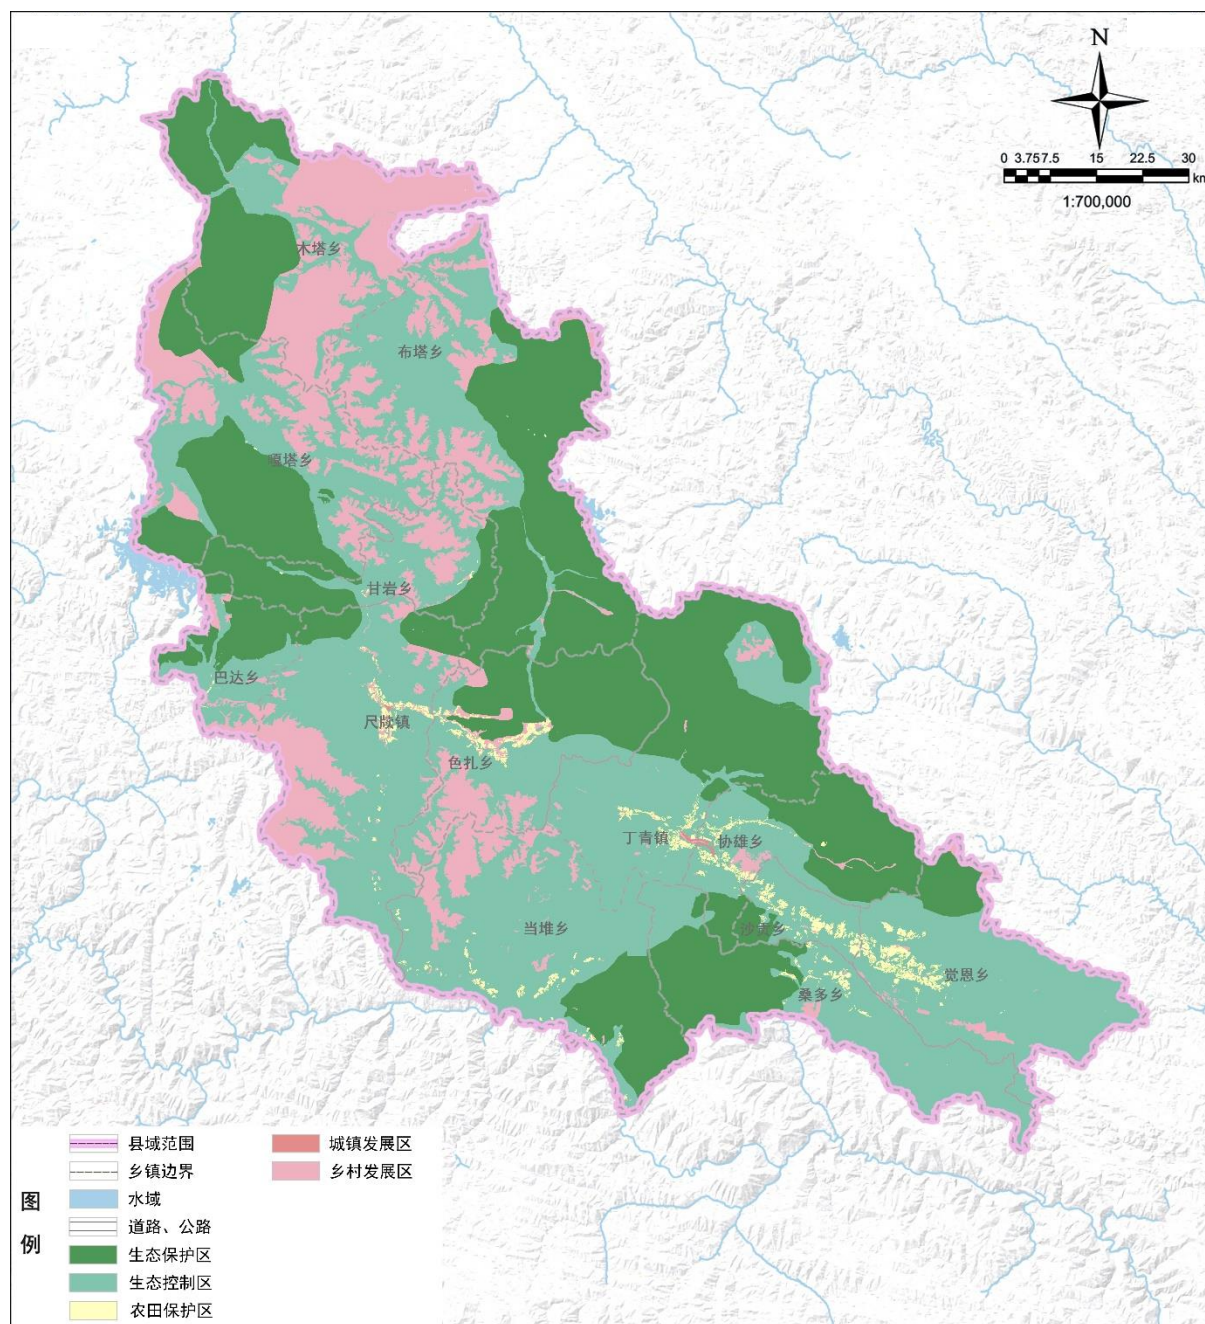 N
0 3.757.5 15 22.5 30
km
1:700,000
木塔乡
布塔乡
嘎塔乡
甘岩乡
巴达乡
尺牍镇
色扎乡
丁青镇
协雄乡
当堆乡
沙贡乡
觉恩乡
桑多乡
图例
县域范围
乡镇边界
水域
道路、公路
生态保护区
生态控制区
农田保护区
城镇发展区
乡村发展区